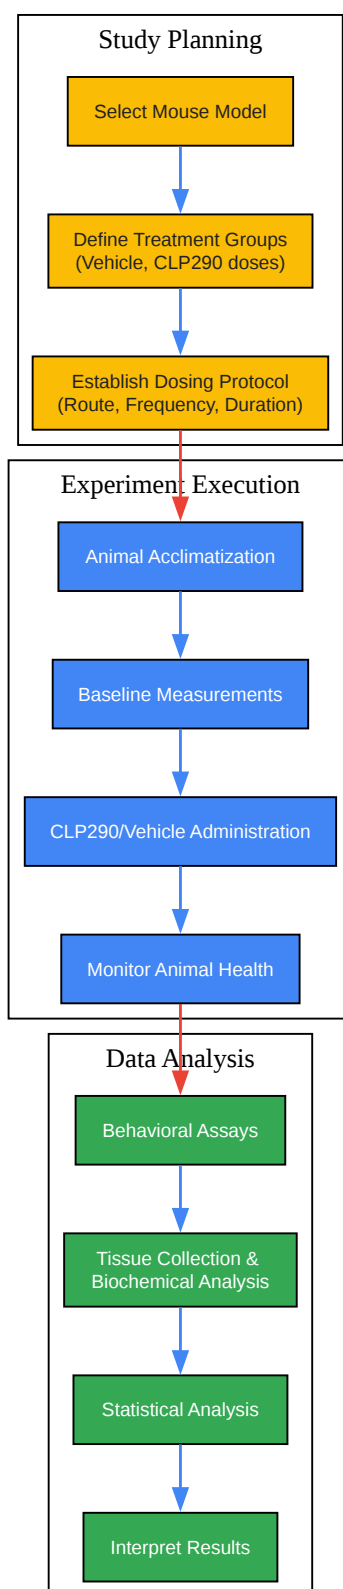 Study Planning
Select Mouse Model
Define Treatment Groups
(Vehicle, CLP290 doses)
Establish Dosing Protocol
(Route, Frequency, Duration)
Experiment Execution
Animal Acclimatization
Baseline Measurements
CLP290/Vehicle Administration
Monitor Animal Health
Data Analysis
Behavioral Assays
Tissue Collection &
Biochemical Analysis
Statistical Analysis
Interpret Results